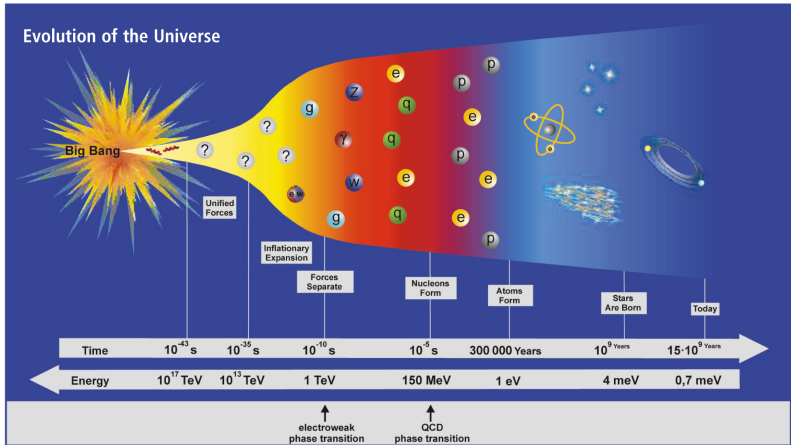 Evolution of the Universe
Big Bang
? ? ? ? ew g g Z γ w e q q e q p e p e e p p
Unified
Forces
Inflationary
Expansion
Forces
Separate
Nucleons
Form
Atoms
Form
Stars
Are Born
Today
Time 10⁻⁴³ s 10⁻³⁵ s 10⁻¹⁰ s 10⁻⁵ s 300 000 Years 10⁹ Years 15·10⁹ Years
Energy 10¹⁷ TeV 10¹³ TeV 1 TeV 150 MeV 1 eV 4 meV 0,7 meV
electroweak
phase transition
QCD
phase transition